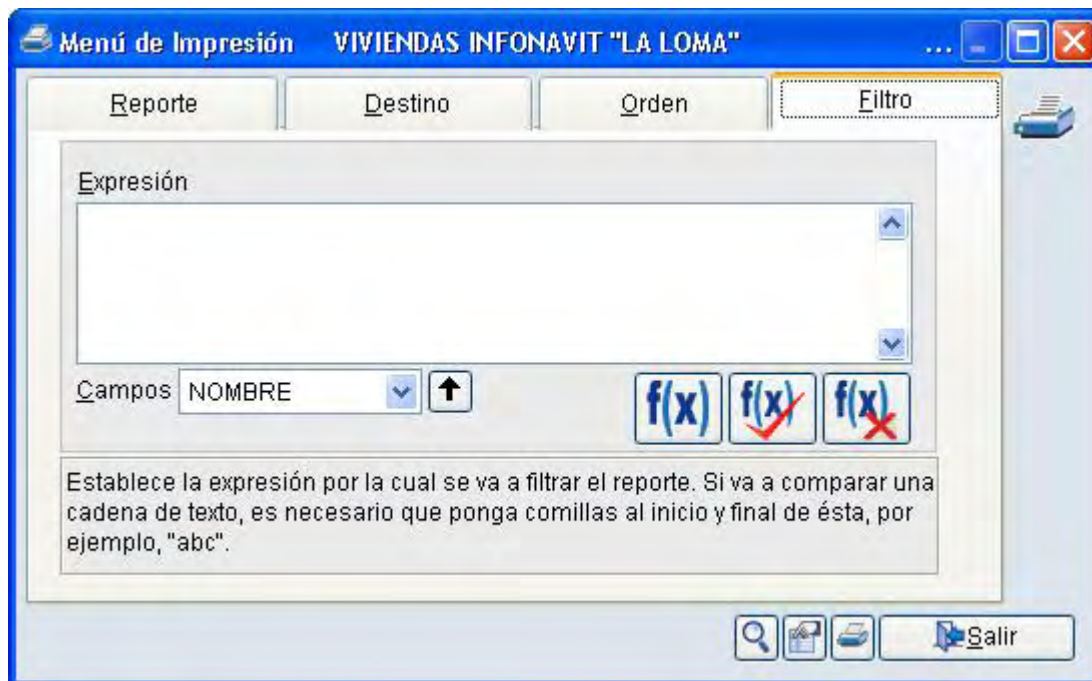 Menú de Impresión VIVIENDAS INFONAVIT "LA LOMA" ...
Reporte Destino Orden Filtro
Expresión
Campos NOMBRE f(x) f(x) f(x)
Establece la expresión por la cual se va a filtrar el reporte. Si va a comparar una
cadena de texto, es necesario que ponga comillas al inicio y final de ésta, por
ejemplo, "abc".
Salir